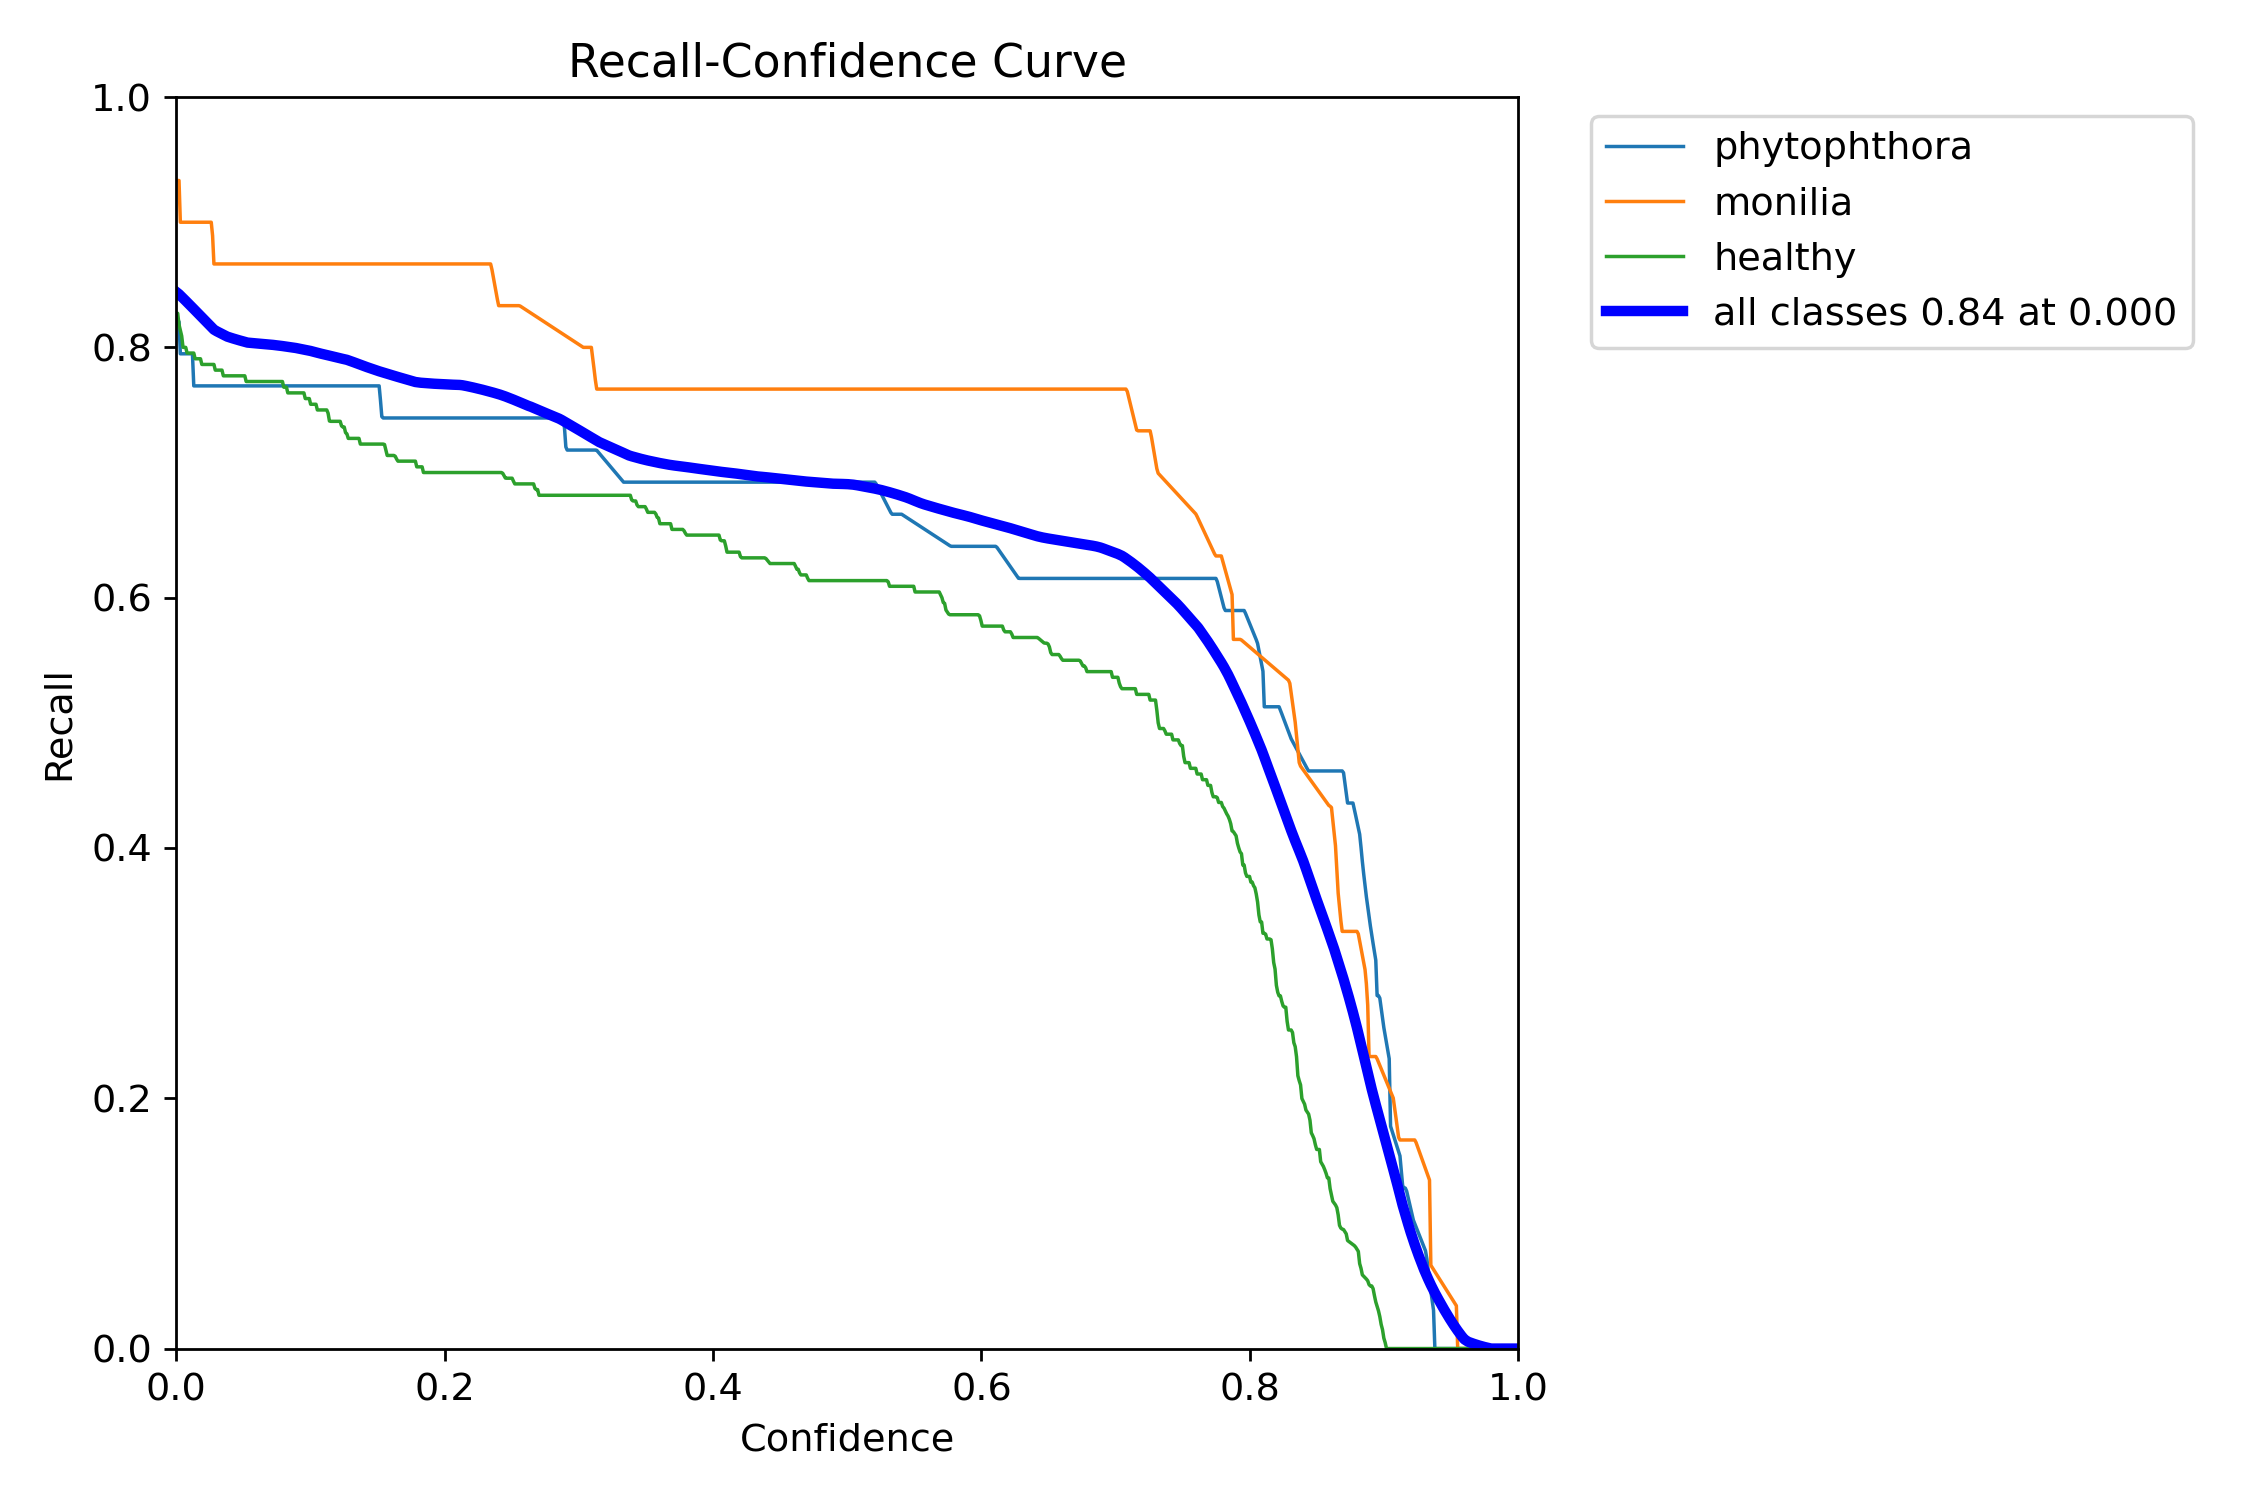 Recall-Confidence Curve
1.0
0.8
0.6
0.4
0.2
0.0
Recall
0.0 0.2 0.4 0.6 0.8 1.0
Confidence
phytophthora
monilia
healthy
all classes 0.84 at 0.000